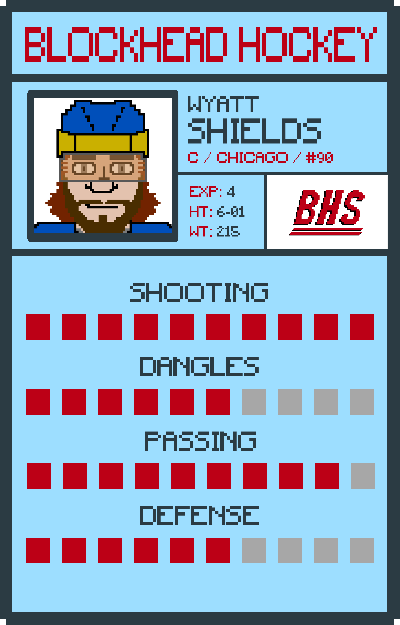 BLOCKHEAD HOCKEY
WYATT
SHIELDS
C / CHICAGO / #90
EXP: 4
HT: 6-01
WT: 215
BHS
SHOOTING
DANGLES
PASSING
DEFENSE